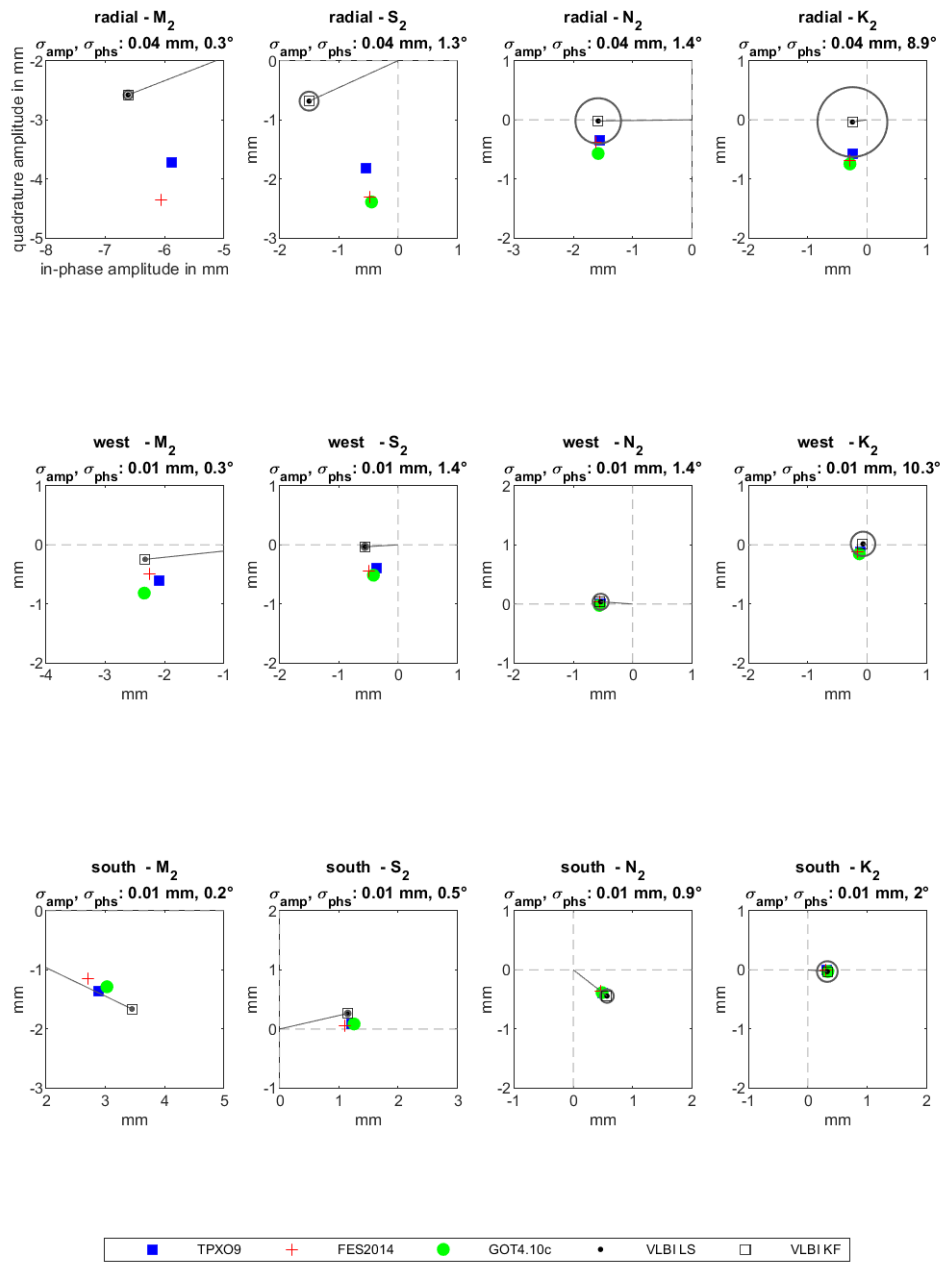 radial - M2 radial - S2 radial - N2 radial - K2
σamp, σphs: 0.04 mm, 0.3° σamp, σphs: 0.04 mm, 1.3° σamp, σphs: 0.04 mm, 1.4° σamp, σphs: 0.04 mm, 8.9°
quadrature amplitude in mm
-2 -3 -4 -5
-8 -7 -6 -5
in-phase amplitude in mm
mm
0 -1 -2 -3
-2 -1 0 1
mm
mm
1 0 -1 -2
-3 -2 -1 0
mm
mm
1 0 -1 -2
-2 -1 0 1
mm
west - M2 west - S2 west - N2 west - K2
σamp, σphs: 0.01 mm, 0.3° σamp, σphs: 0.01 mm, 1.4° σamp, σphs: 0.01 mm, 1.4° σamp, σphs: 0.01 mm, 10.3°
mm
1 0 -1 -2
-4 -3 -2 -1
mm
mm
1 0 -1 -2
-2 -1 0 1
mm
mm
2 1 0 -1
-2 -1 0 1
mm
mm
1 0 -1 -2
-2 -1 0 1
mm
south - M2 south - S2 south - N2 south - K2
σamp, σphs: 0.01 mm, 0.2° σamp, σphs: 0.01 mm, 0.5° σamp, σphs: 0.01 mm, 0.9° σamp, σphs: 0.01 mm, 2°
mm
0 -1 -2 -3
2 3 4 5
mm
mm
2 1 0 -1
0 1 2 3
mm
mm
1 0 -1 -2
-1 0 1 2
mm
mm
1 0 -1 -2
-1 0 1 2
mm
TPXO9 FES2014 GOT4.10c VLBI LS VLBI KF